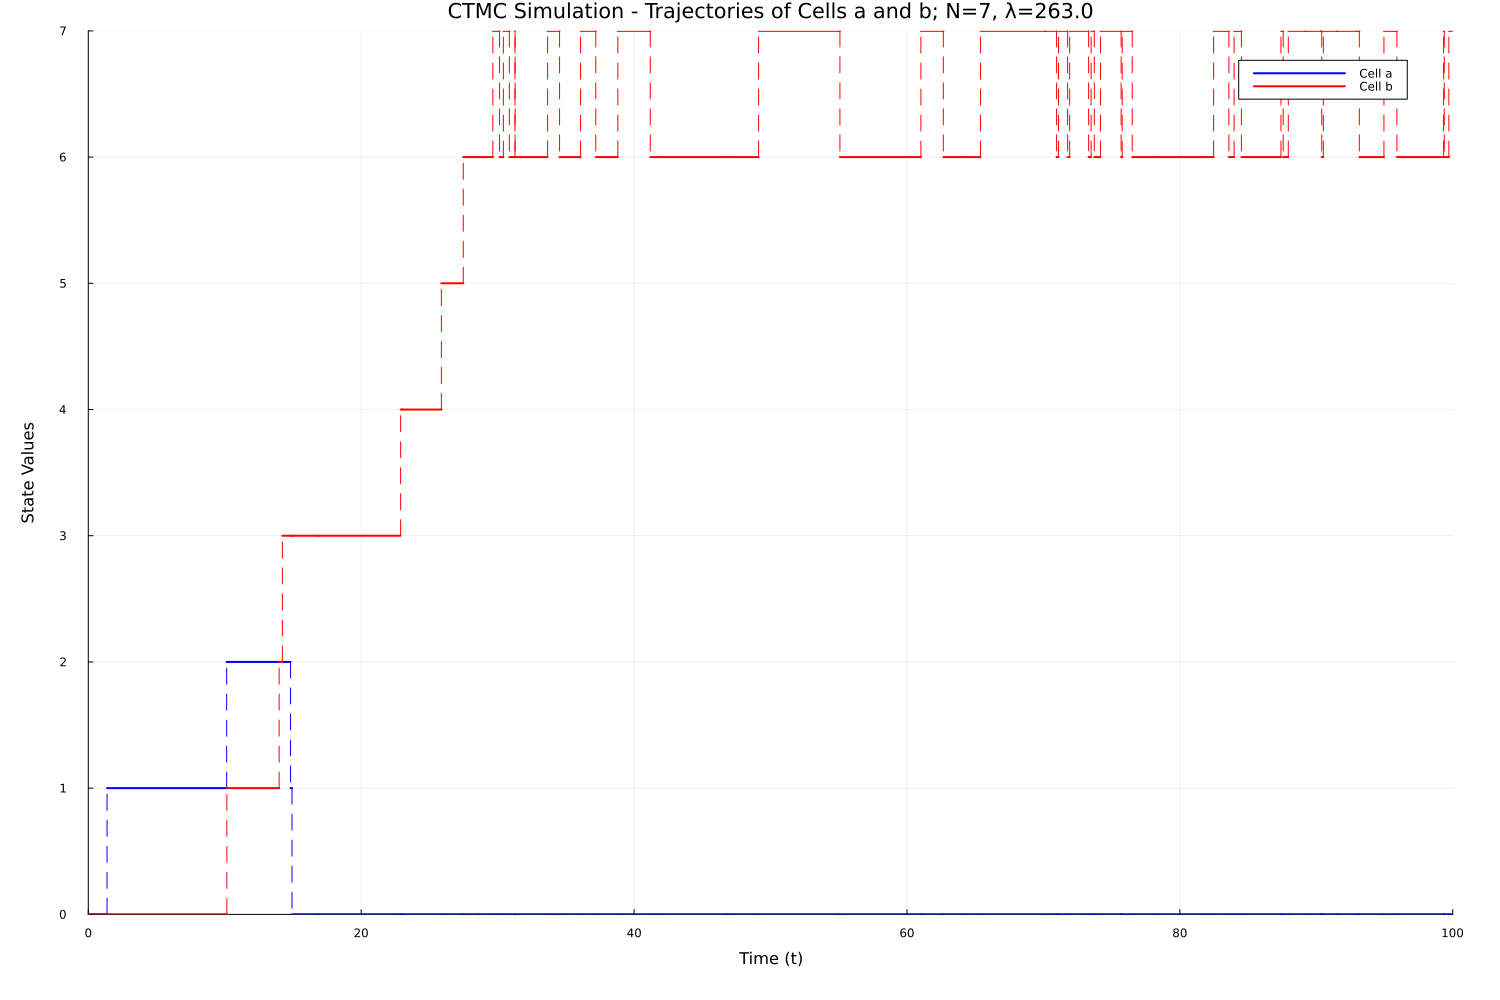 CTMC Simulation - Trajectories of Cells a and b; N=7, λ=263.0
7
Cell a
Cell b
6
5
4
State Values
3
2
1
0
0 20 40 60 80 100
Time (t)